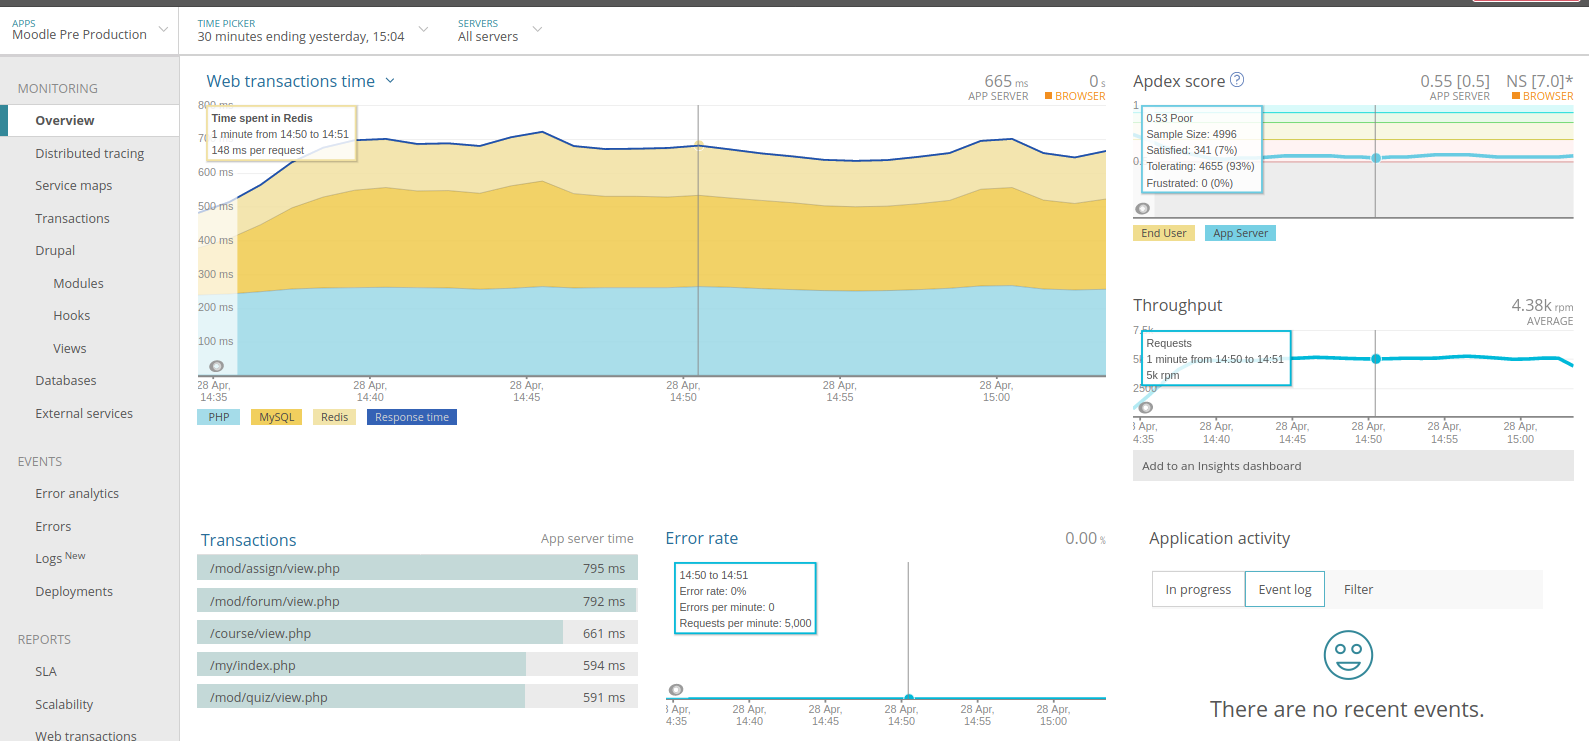 APPS
Moodle Pre Production
TIME PICKER
30 minutes ending yesterday, 15:04
SERVERS
All servers
MONITORING
Overview
Distributed tracing
Service maps
Transactions
Drupal
Modules
Hooks
Views
Databases
External services
EVENTS
Error analytics
Errors
Logs New
Deployments
REPORTS
SLA
Scalability
Web transactions
Web transactions time
665 ms
APP SERVER
0 s
BROWSER
800 ms
600 ms
500 ms
400 ms
300 ms
200 ms
100 ms
Time spent in Redis
1 minute from 14:50 to 14:51
148 ms per request
28 Apr, 14:35
28 Apr, 14:40
28 Apr, 14:45
28 Apr, 14:50
28 Apr, 14:55
28 Apr, 15:00
PHP
MySQL
Redis
Response time
Apdex score ?
0.55 [0.5]
APP SERVER
NS [7.0]*
BROWSER
1
0.
0.53 Poor
Sample Size: 4996
Satisfied: 341 (7%)
Tolerating: 4655 (93%)
Frustrated: 0 (0%)
End User
App Server
Throughput
4.38k rpm
AVERAGE
7.5k
2500
Requests
1 minute from 14:50 to 14:51
5k rpm
Apr, 4:35
28 Apr, 14:40
28 Apr, 14:45
28 Apr, 14:50
28 Apr, 14:55
28 Apr, 15:00
Add to an Insights dashboard
Transactions
App server time
/mod/assign/view.php 795 ms
/mod/forum/view.php 792 ms
/course/view.php 661 ms
/my/index.php 594 ms
/mod/quiz/view.php 591 ms
Error rate
0.00 %
14:50 to 14:51
Error rate: 0%
Errors per minute: 0
Requests per minute: 5,000
Apr, 4:35
28 Apr, 14:40
28 Apr, 14:45
28 Apr, 14:50
28 Apr, 14:55
28 Apr, 15:00
Application activity
In progress
Event log
Filter
There are no recent events.